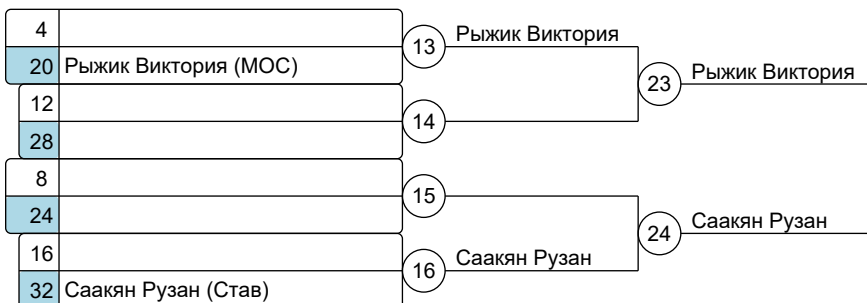 4
13 Рыжик Виктория
20 Рыжик Виктория (МОС)
23 Рыжик Виктория
12
14
28
8
15
24
24 Саакян Рузан
16
16 Саакян Рузан
32 Саакян Рузан (Став)